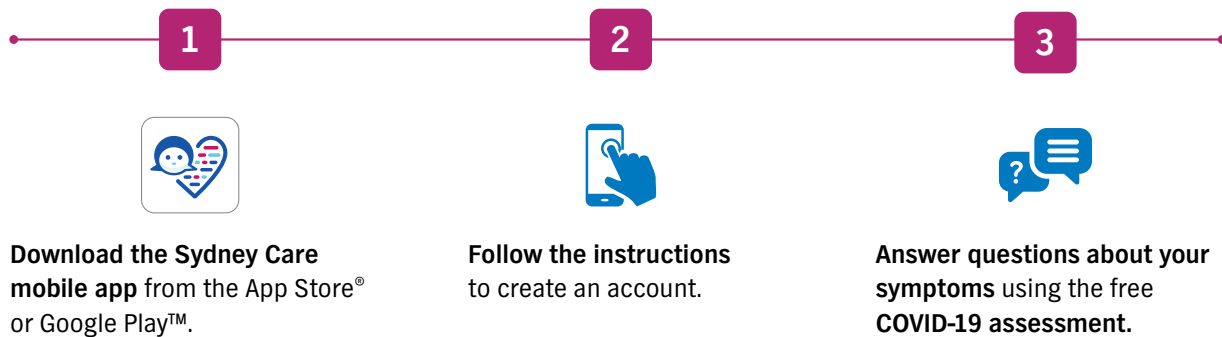 1
2
3
?
Download the Sydney Care
mobile app from the App Store®
or Google Play™.
Follow the instructions
to create an account.
Answer questions about your
symptoms using the free
COVID-19 assessment.